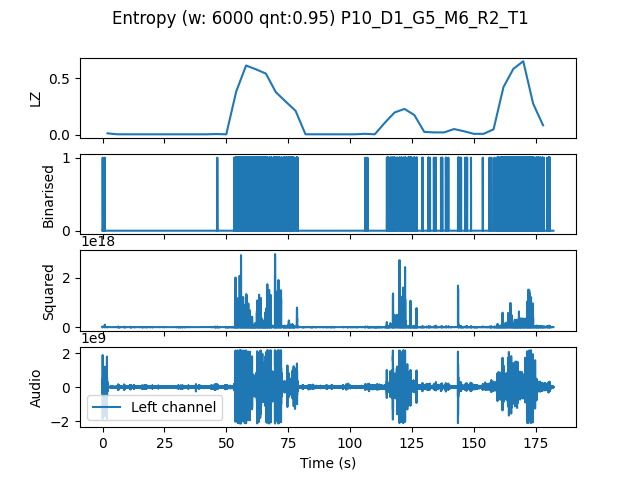 Entropy (w: 6000 qnt:0.95) P10_D1_G5_M6_R2_T1
0.5
0.0
LZ
1
0
Binarised
1e18
2
0
Squared
1e9
2
0
−2
Audio
Left channel
0 25 50 75 100 125 150 175
Time (s)